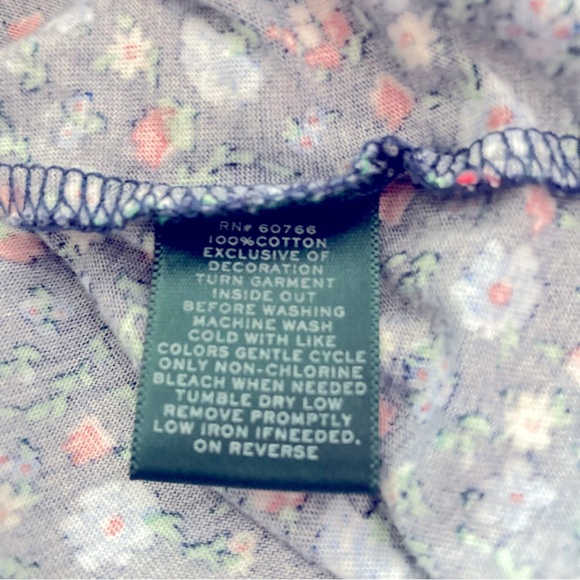 RN# 60766
100%COTTON
EXCLUSIVE OF
DECORATION
TURN GARMENT
INSIDE OUT
BEFORE WASHING
MACHINE WASH
COLD WITH LIKE
COLORS GENTLE CYCLE
ONLY NON-CHLORINE
BLEACH WHEN NEEDED
TUMBLE DRY LOW
REMOVE PROMPTLY
LOW IRON IFNEEDED,
ON REVERSE